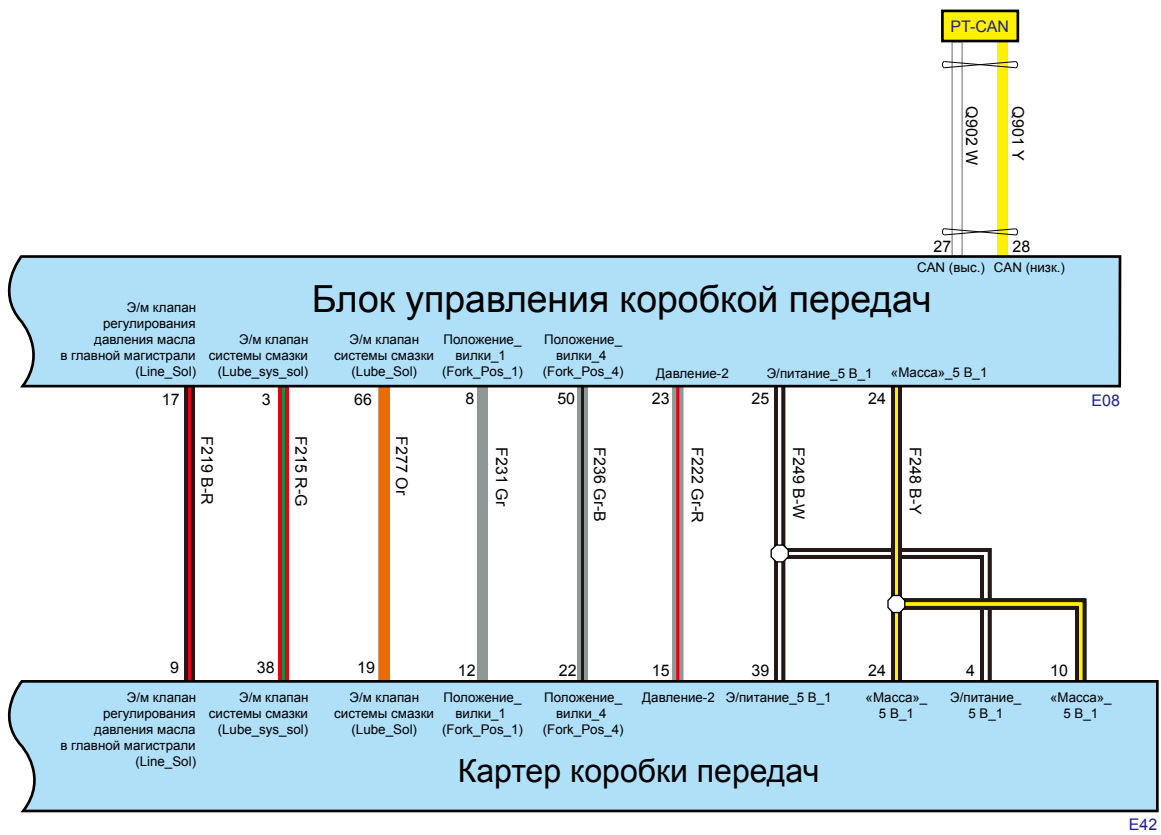 PT-CAN
Q902 W
Q901 Y
27
28
CAN (выс.)
CAN (низк.)
Блок управления коробкой передач
Э/м клапан
регулирования
давления масла
в главной магистрали
(Line_Sol)
Э/м клапан
системы смазки
(Lube_sys_sol)
Э/м клапан
системы смазки
(Lube_Sol)
Положение_
вилки_1
(Fork_Pos_1)
Положение_
вилки_4
(Fork_Pos_4)
Давление-2
Э/питание_5 В_1
«Масса»_5 В_1
17
3
66
8
50
23
25
24
E08
F219 B-R
F215 R-G
F277 Or
F231 Gr
F236 Gr-B
F222 Gr-R
F249 B-W
F248 B-Y
9
38
19
12
22
15
39
24
4
10
Э/м клапан
регулирования
давления масла
в главной магистрали
(Line_Sol)
Э/м клапан
системы смазки
(Lube_sys_sol)
Э/м клапан
системы смазки
(Lube_Sol)
Положение_
вилки_1
(Fork_Pos_1)
Положение_
вилки_4
(Fork_Pos_4)
Давление-2
Э/питание_5 В_1
«Масса»_
5 В_1
Э/питание_
5 В_1
«Масса»_
5 В_1
Картер коробки передач
E42